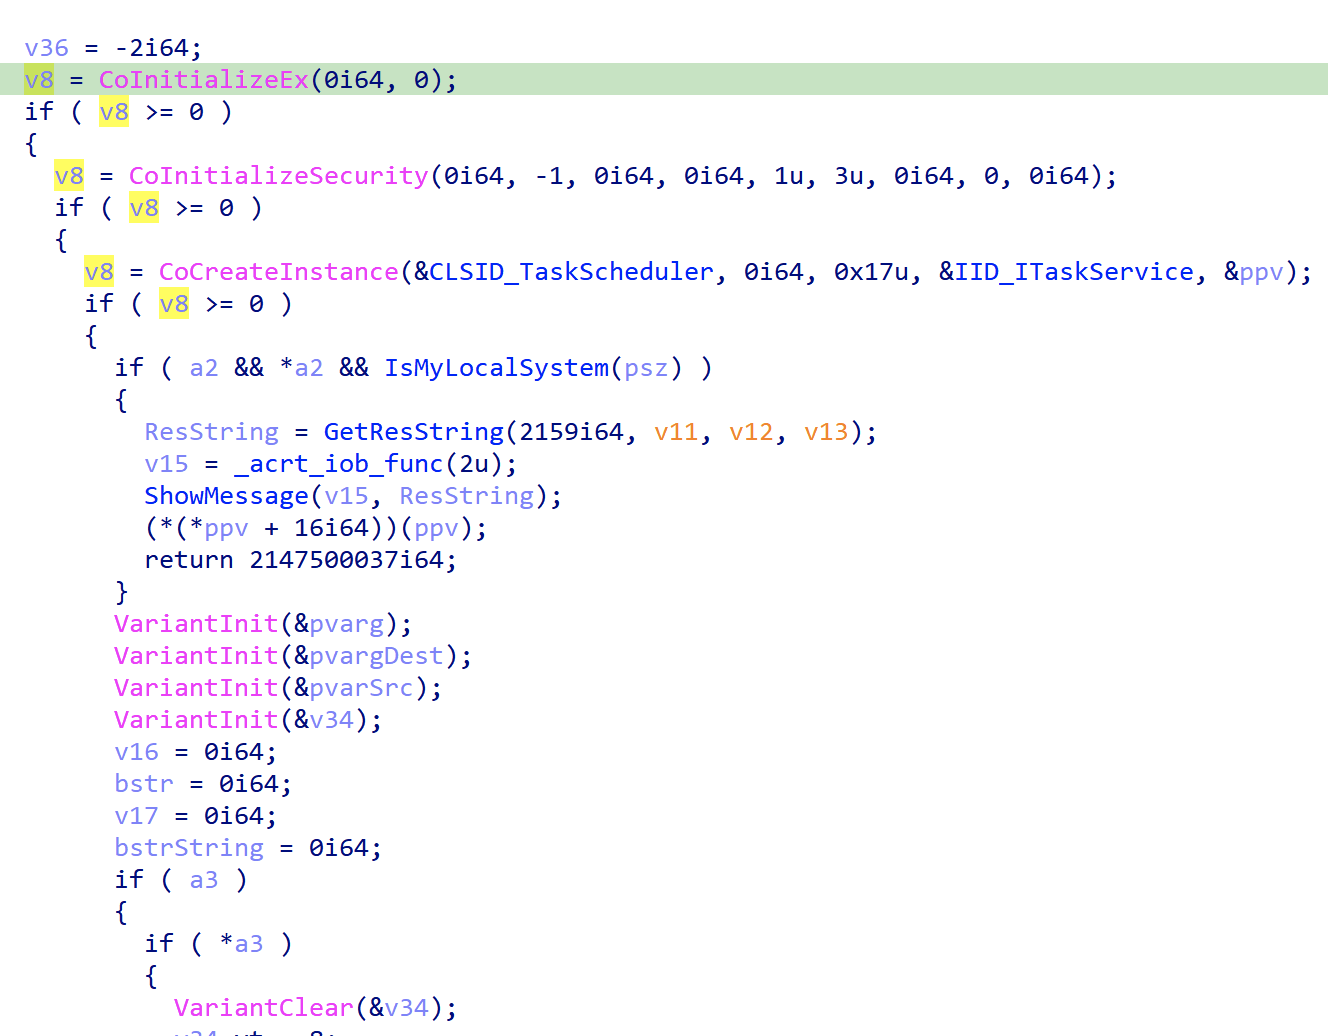 v36 = -2i64;
v8 = CoInitializeEx(0i64, 0);
if ( v8 >= 0 )
{
  v8 = CoInitializeSecurity(0i64, -1, 0i64, 0i64, 1u, 3u, 0i64, 0, 0i64);
  if ( v8 >= 0 )
  {
    v8 = CoCreateInstance(&CLSID_TaskScheduler, 0i64, 0x17u, &IID_ITaskService, &ppv);
    if ( v8 >= 0 )
    {
      if ( a2 && *a2 && IsMyLocalSystem(psz) )
      {
        ResString = GetResString(2159i64, v11, v12, v13);
        v15 = _acrt_iob_func(2u);
        ShowMessage(v15, ResString);
        (*(*ppv + 16i64))(ppv);
        return 2147500037i64;
      }
      VariantInit(&pvarg);
      VariantInit(&pvargDest);
      VariantInit(&pvarSrc);
      VariantInit(&v34);
      v16 = 0i64;
      bstr = 0i64;
      v17 = 0i64;
      bstrString = 0i64;
      if ( a3 )
      {
        if ( *a3 )
        {
          VariantClear(&v34);